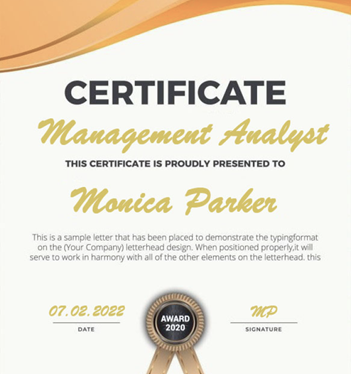 CERTIFICATE
Management Analyst
THIS CERTIFICATE IS PROUDLY PRESENTED TO
Monica Parker
This is a sample letter that has been placed to demonstrate the typingformat
on the (Your Company) letterhead design. When positioned properly,it will
serve to work in harmony with all of the other elements on the letterhead. this
07.02.2022
DATE
AWARD
2020
MP
SIGNATURE